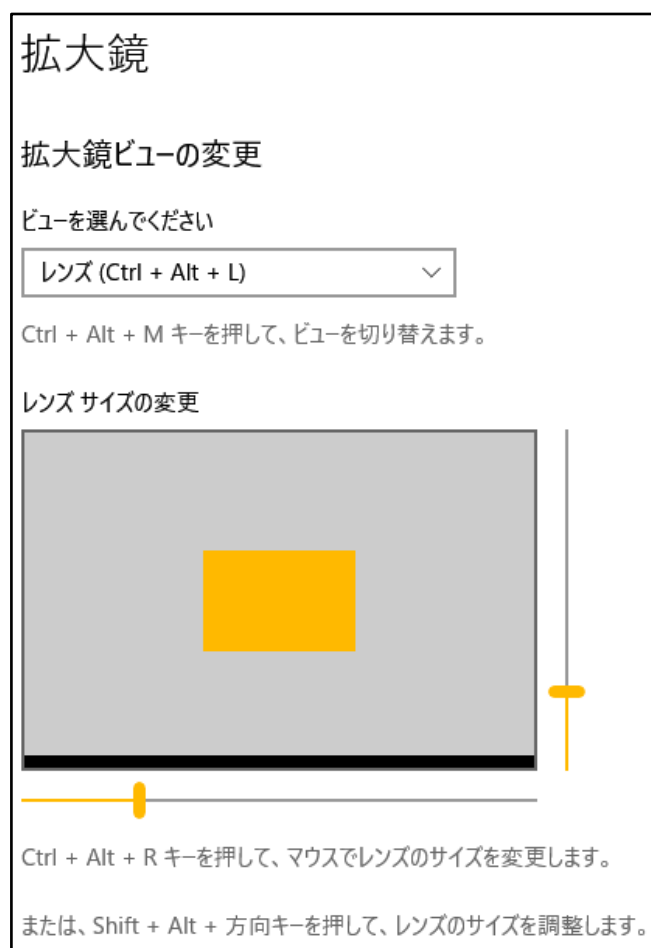 拡大鏡
拡大鏡ビューの変更
ビューを選んでください
レンズ (Ctrl + Alt + L)
Ctrl + Alt + M キーを押して、ビューを切り替えます。
レンズ サイズの変更
Ctrl + Alt + R キーを押して、マウスでレンズのサイズを変更します。
または、Shift + Alt + 方向キーを押して、レンズのサイズを調整します。